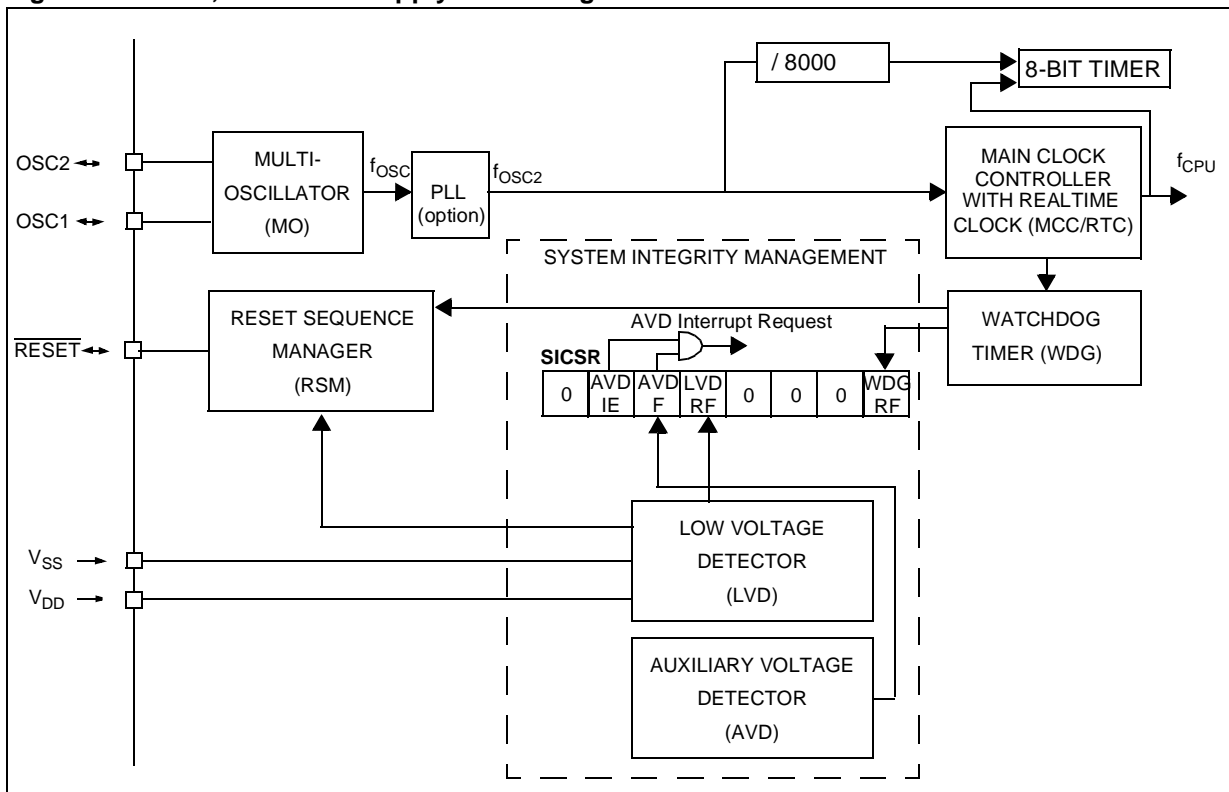 / 8000
8-BIT TIMER
OSC2
MULTI-
OSCILLATOR
(MO)
fOSC
PLL
(option)
fOSC2
MAIN CLOCK
CONTROLLER
WITH REALTIME
CLOCK (MCC/RTC)
fCPU
OSC1
SYSTEM INTEGRITY MANAGEMENT
RESET
RESET SEQUENCE
MANAGER
(RSM)
AVD Interrupt Request
WATCHDOG
TIMER (WDG)
SICSR
0
AVD
IE
AVD
F
LVD
RF
0
0
0
WDG
RF
LOW VOLTAGE
DETECTOR
(LVD)
VSS
VDD
AUXILIARY VOLTAGE
DETECTOR
(AVD)